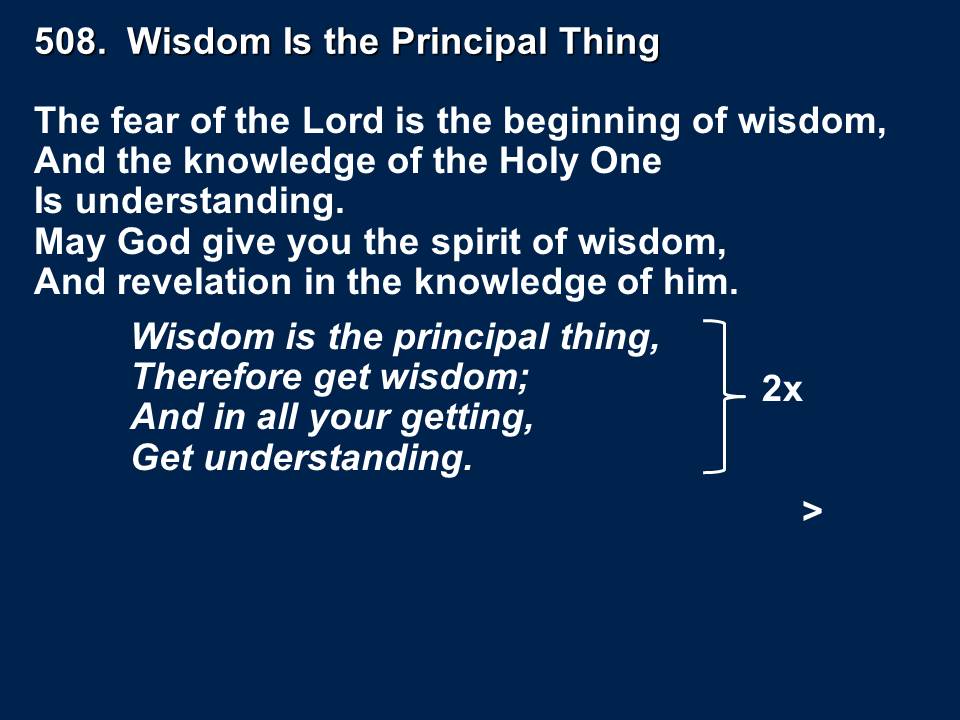 508.  Wisdom Is the Principal Thing
The fear of the Lord is the beginning of wisdom,
And the knowledge of the Holy One
Is understanding.
May God give you the spirit of wisdom,
And revelation in the knowledge of him.
Wisdom is the principal thing,
Therefore get wisdom;
And in all your getting,
Get understanding.
2x
>